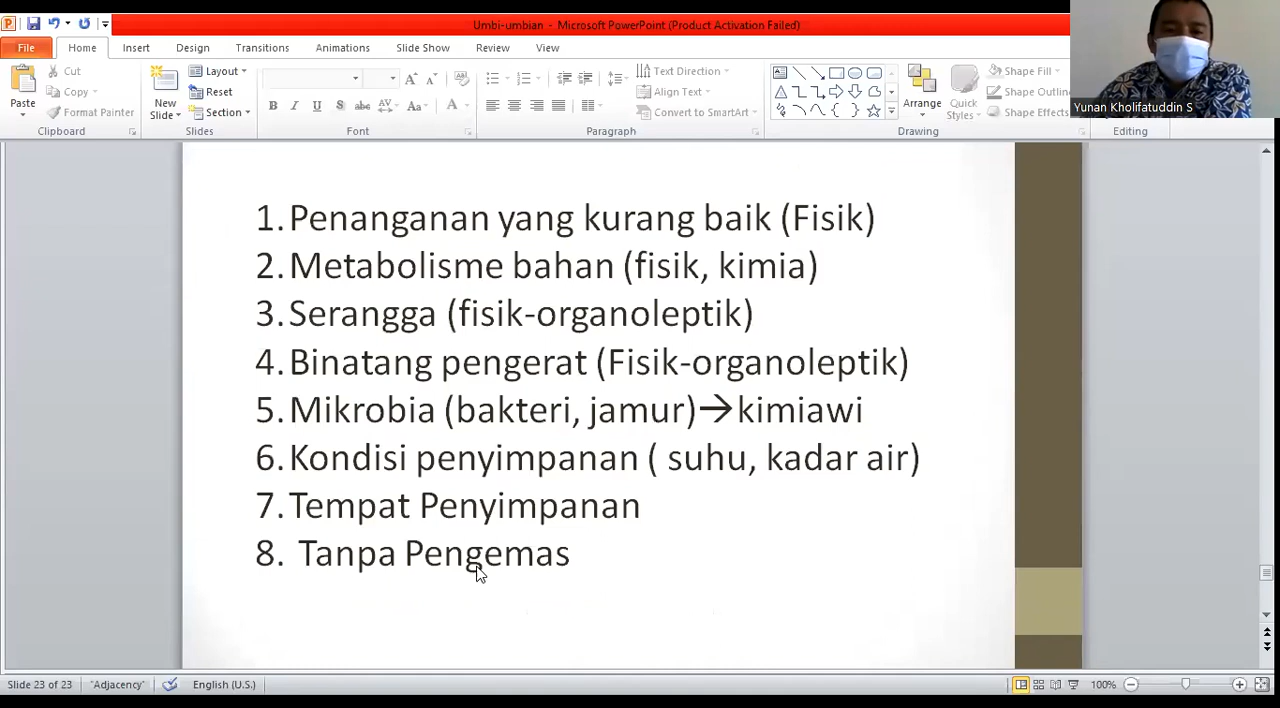 Umbi-umbian - Microsoft PowerPoint (Product Activation Failed)
File Home Insert Design Transitions Animations Slide Show Review View
Cut
Copy
Format Painter
Paste
Clipboard
New
Slide
Layout
Reset
Section
Slides
Font
Text Direction
Align Text
Convert to SmartArt
Paragraph
Arrange
Quick
Styles
Shape Fill
Shape Outline
Shape Effects
Drawing
Editing
Yunan Kholifatuddin S
1. Penanganan yang kurang baik (Fisik)
2. Metabolisme bahan (fisik, kimia)
3. Serangga (fisik-organoleptik)
4. Binatang pengerat (Fisik-organoleptik)
5. Mikrobia (bakteri, jamur)→kimiawi
6. Kondisi penyimpanan ( suhu, kadar air)
7. Tempat Penyimpanan
8. Tanpa Pengemas
Slide 23 of 23 "Adjacency" English (U.S.) 100%